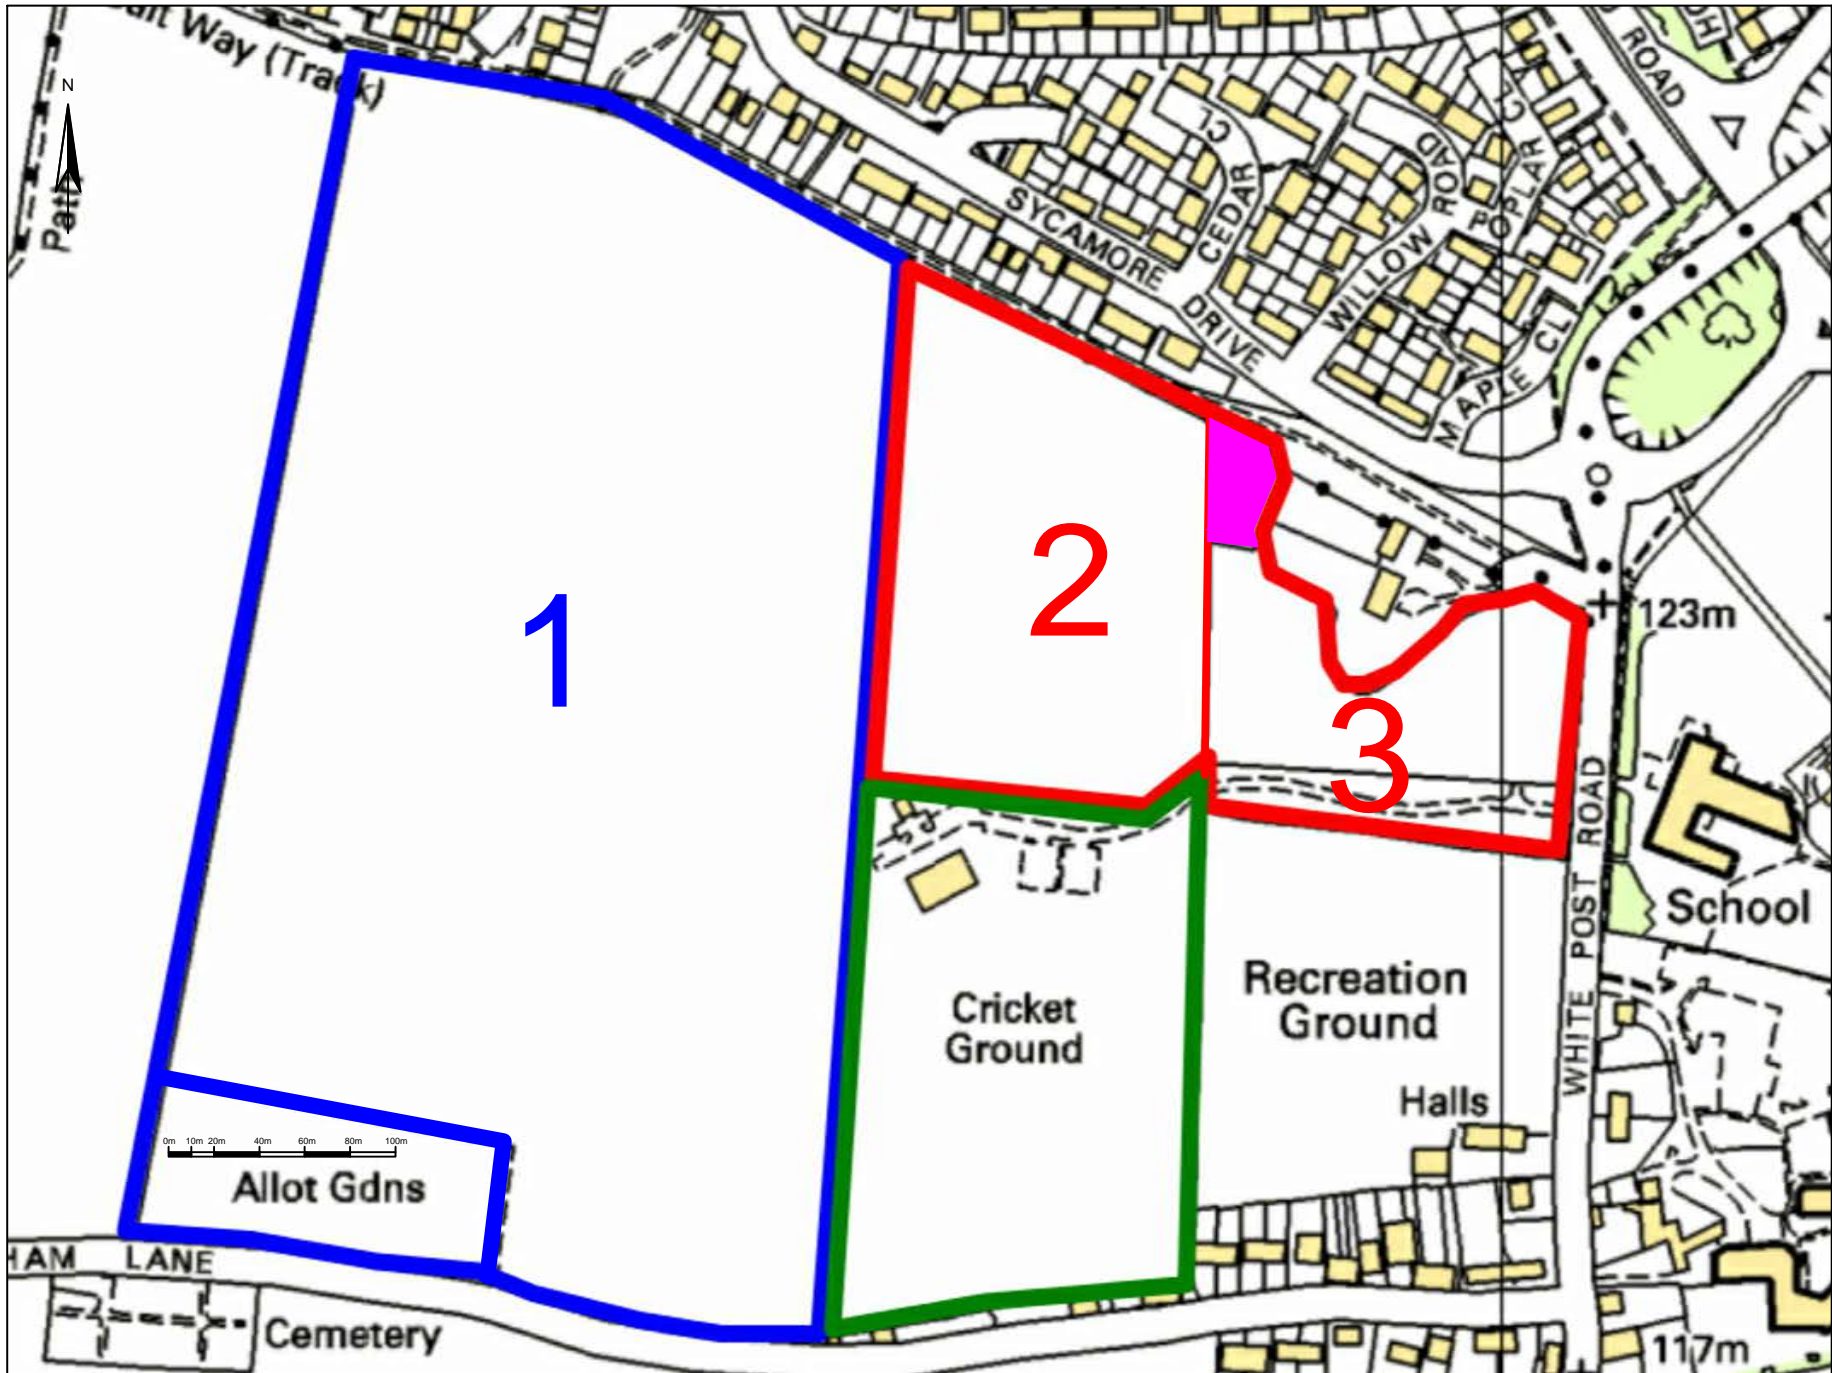 Way (Track)
N
Path
ROAD
CL
CEDAR
SYCAMORE DRIVE
WILLOW ROAD
POPLAR CL
MAPLE CL
1
2
3
123m
School
WHITE POST ROAD
Recreation
Ground
Cricket
Ground
Halls
0m 10m 20m 40m 60m 80m 100m
Allot Gdns
HAM LANE
Cemetery
117m